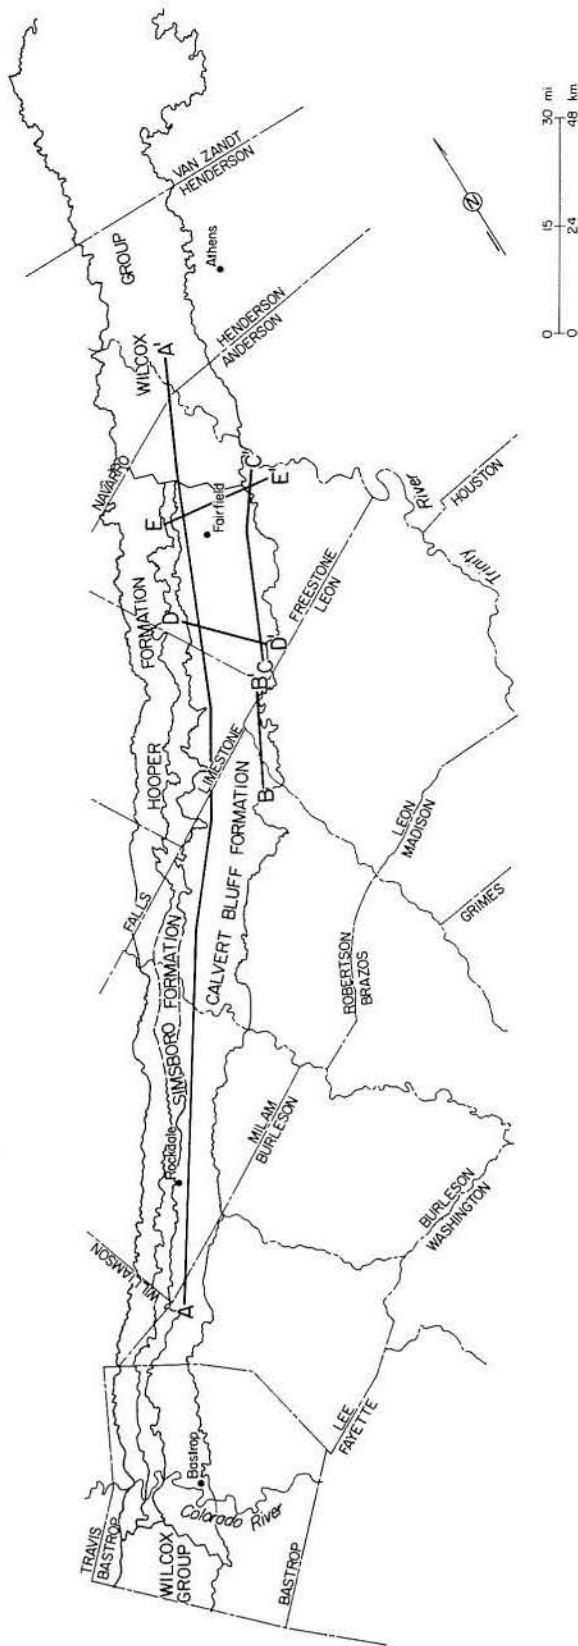 TRAVIS
BASTROP
WILCOX
GROUP
BASTROP
Colorado River
Bastrop
LEE
FAYETTE
A
WILLIAMSON
Rockdale
SIMSBORO FORMATION
MILAM
BURLESON
BURLESON
WASHINGTON
FALLS
CALVERT BLUFF FORMATION
ROBERTSON
BRAZOS
LEON
MADISON
GRIMES
HOOPER
FORMATION
LIMESTONE
B
B'
C
D
D'
E
Fairfield
FREESTONE
LEON
C'
E'
NAVARRO
Trinity
River
HOUSTON
A'
WILCOX
GROUP
HENDERSON
ANDERSON
Athens
VAN ZANDT
HENDERSON
N
0 15 30 mi
0 24 48 km